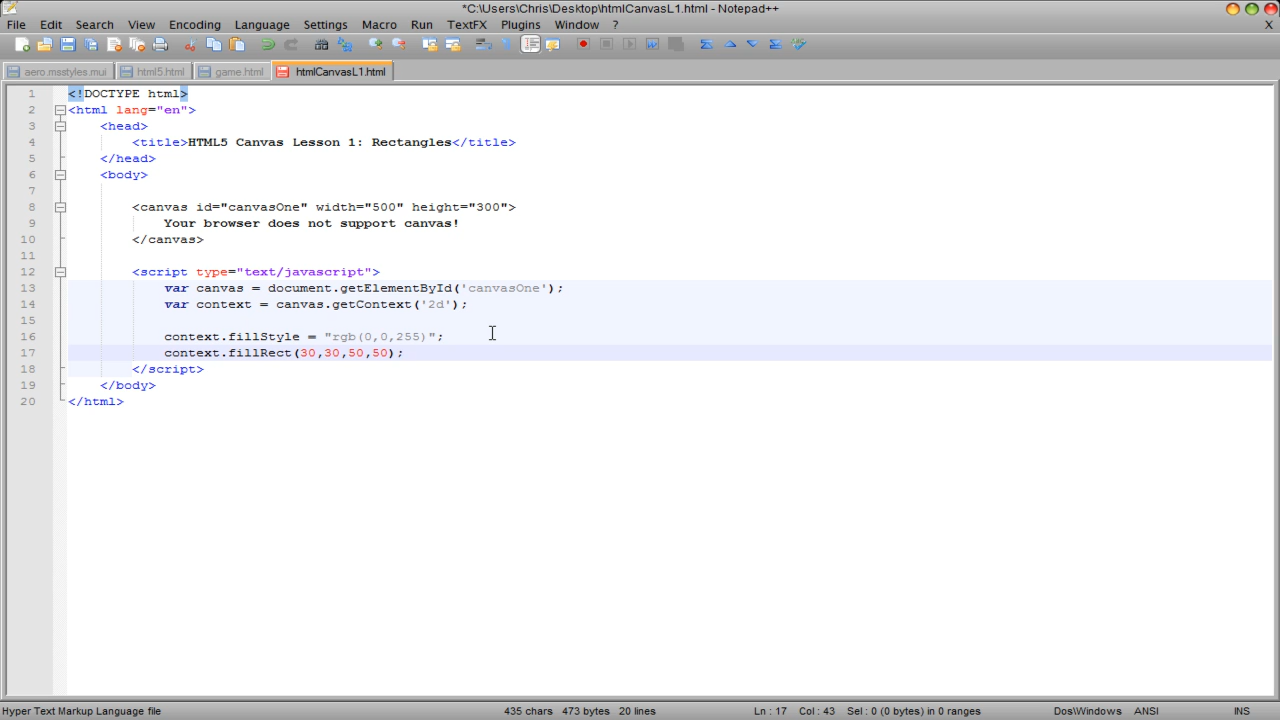 *C:\Users\Chris\Desktop\htmlCanvasL1.html - Notepad++
File Edit Search View Encoding Language Settings Macro Run TextFX Plugins Window ? X
aero.msstyles.mui html5.html game.html htmlCanvasL1.html
1 <!DOCTYPE html>
2 <html lang="en">
3 <head>
4 <title>HTML5 Canvas Lesson 1: Rectangles</title>
5 </head>
6 <body>
7
8 <canvas id="canvasOne" width="500" height="300">
9 Your browser does not support canvas!
10 </canvas>
11
12 <script type="text/javascript">
13 var canvas = document.getElementById('canvasOne');
14 var context = canvas.getContext('2d');
15
16 context.fillStyle = "rgb(0,0,255)";
17 context.fillRect(30,30,50,50);
18 </script>
19 </body>
20 </html>
Hyper Text Markup Language file 435 chars 473 bytes 20 lines Ln : 17 Col : 43 Sel : 0 (0 bytes) in 0 ranges Dos\Windows ANSI INS